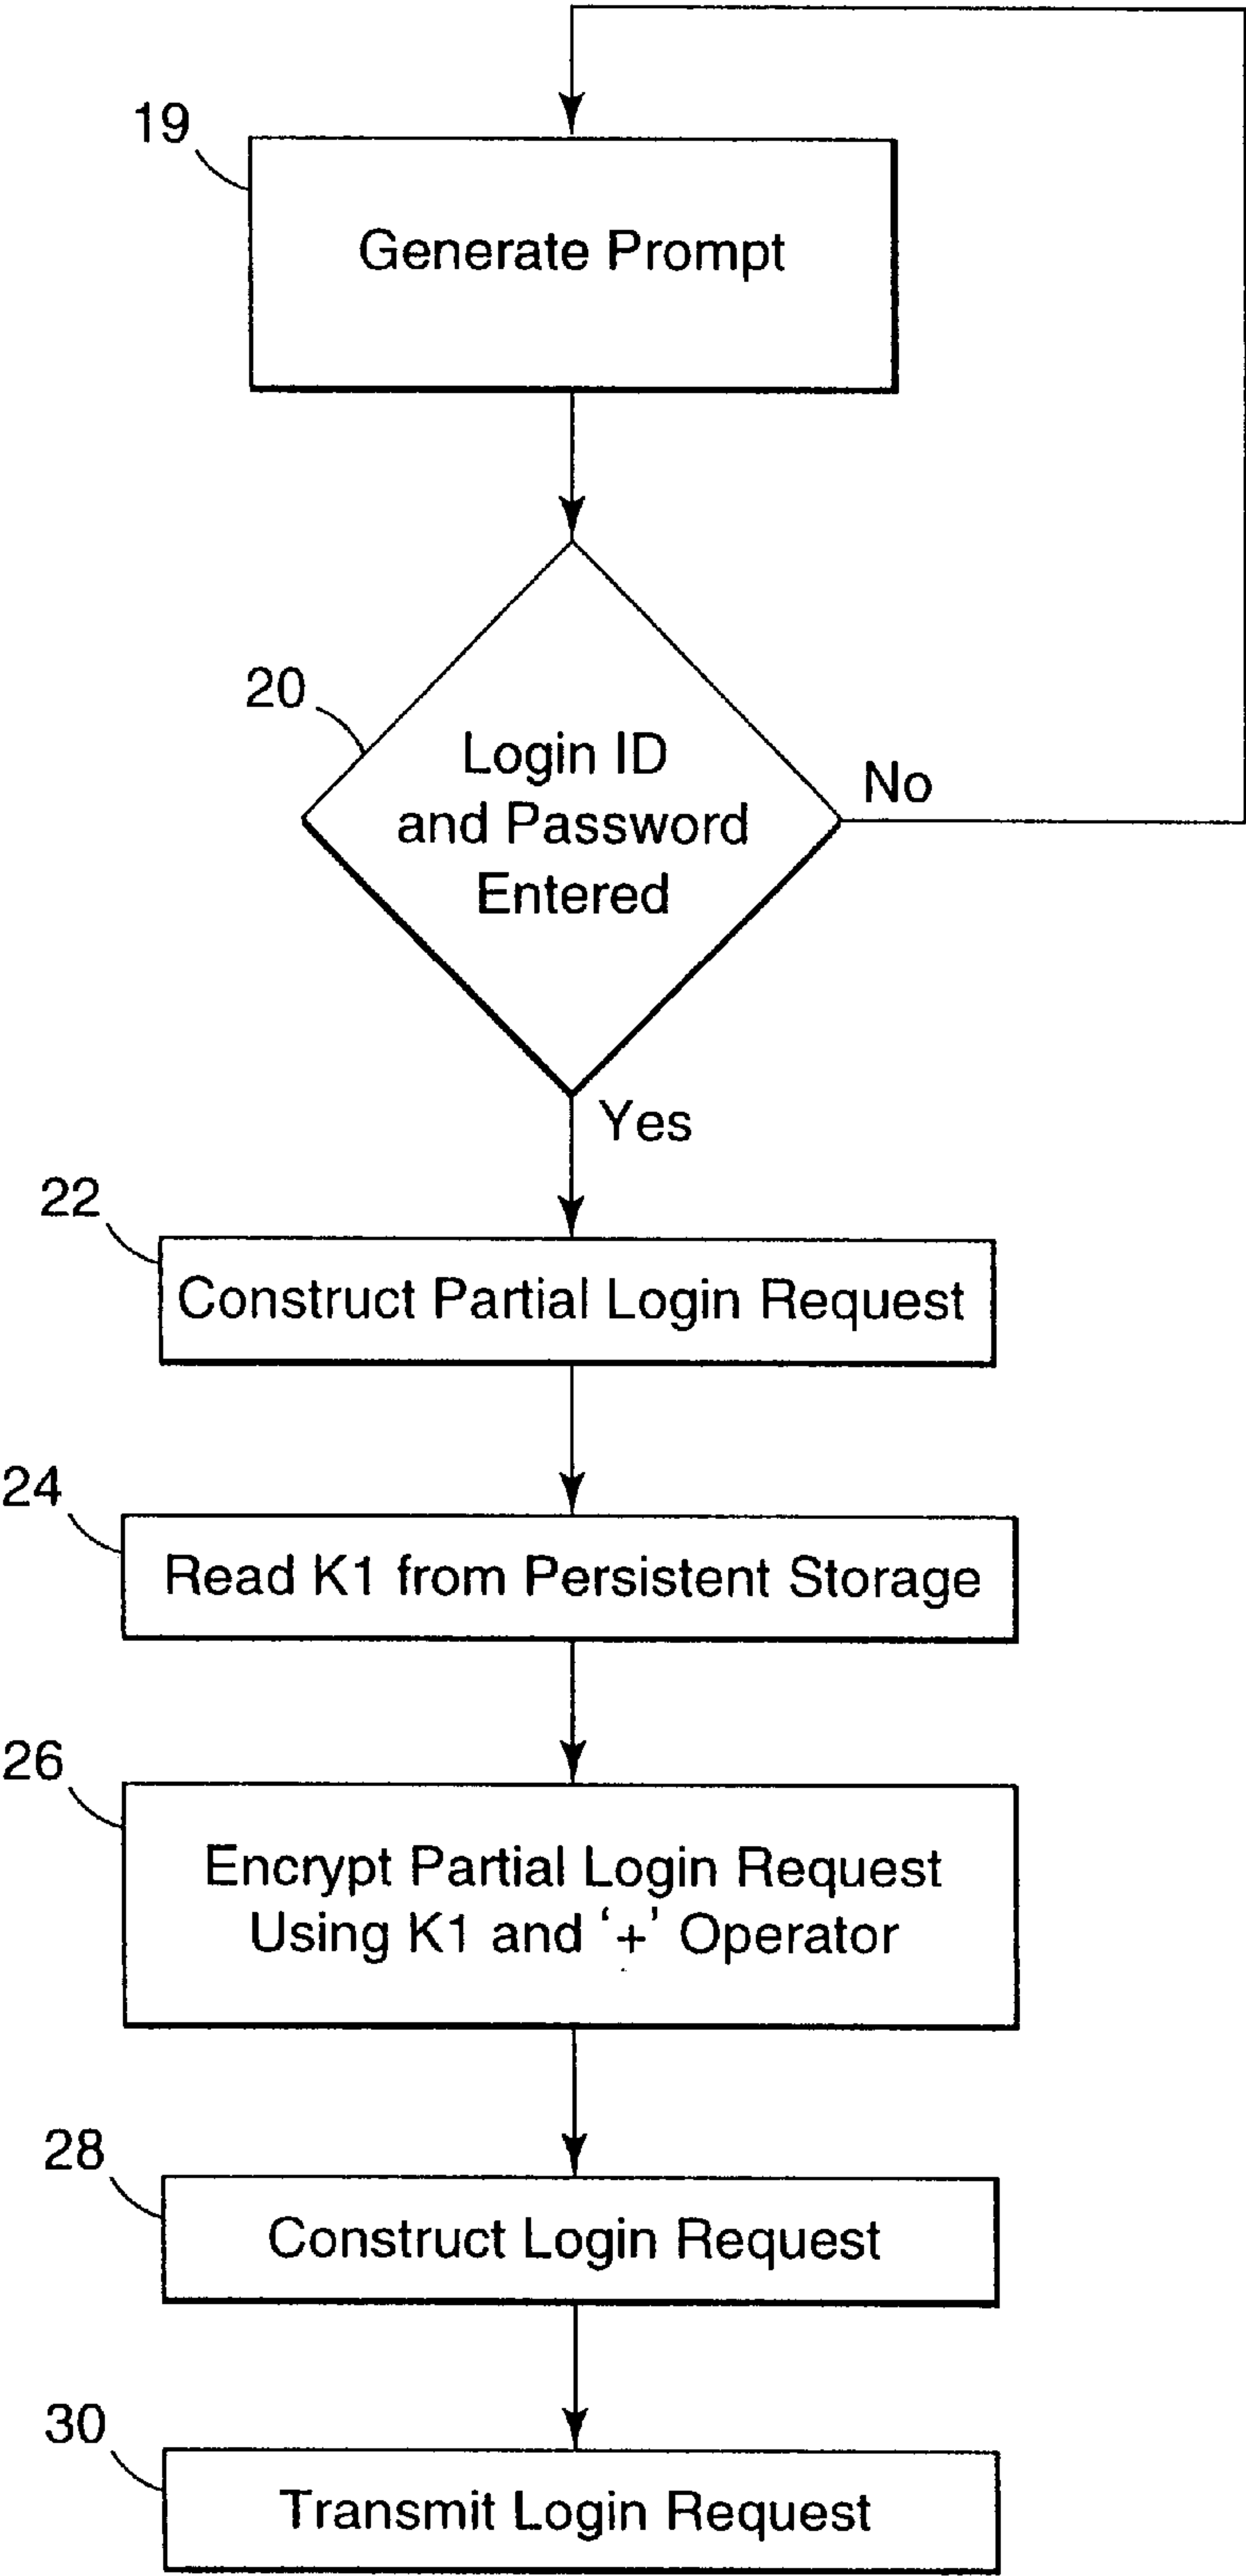 19
Generate Prompt
20
Login ID
and Password
Entered
No
Yes
22
Construct Partial Login Request
24
Read K1 from Persistent Storage
26
Encrypt Partial Login Request
Using K1 and ‘+’ Operator
28
Construct Login Request
30
Transmit Login Request